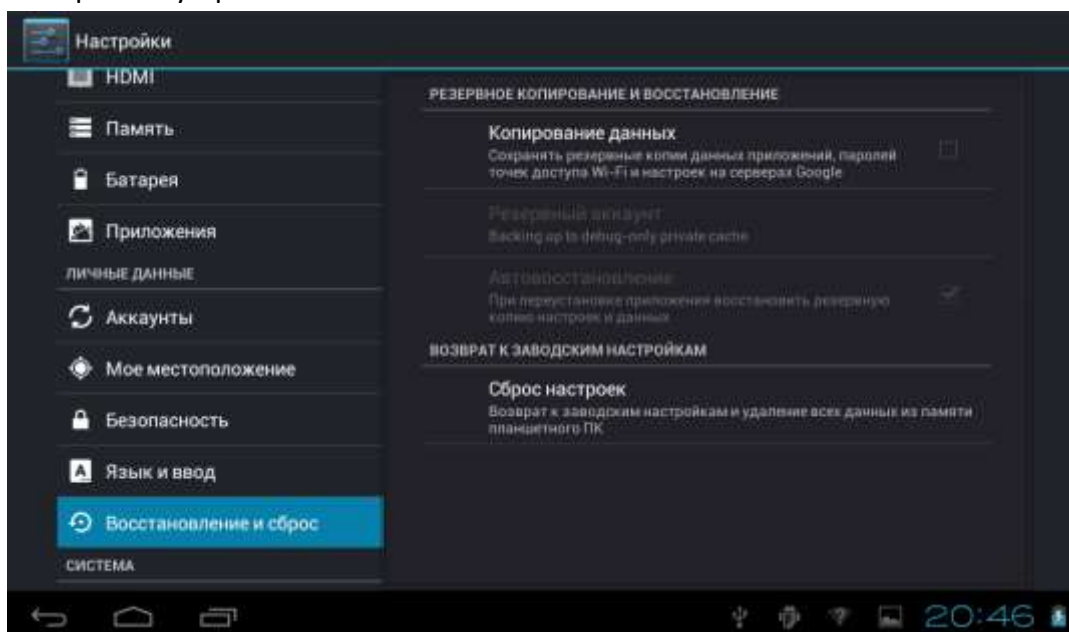 Настройки
HDMI
Память
Батарея
Приложения
ЛИЧНЫЕ ДАННЫЕ
Аккаунты
Мое местоположение
Безопасность
Язык и ввод
Восстановление и сброс
СИСТЕМА
РЕЗЕРВНОЕ КОПИРОВАНИЕ И ВОССТАНОВЛЕНИЕ
Копирование данных
Сохранять резервные копии данных приложений, паролей
точек доступа Wi-Fi и настроек на серверах Google
Резервный аккаунт
Backing up to debug-only private cache
Автовосстановление
При переустановке приложения восстановить резервную
копию настроек и данных
ВОЗВРАТ К ЗАВОДСКИМ НАСТРОЙКАМ
Сброс настроек
Возврат к заводским настройкам и удаление всех данных из памяти
планшетного ПК
20:46